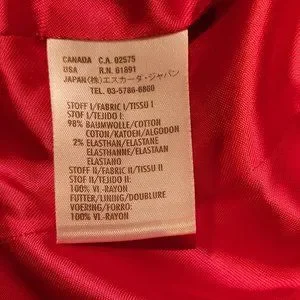 CANADA C.A. 02575
USA R.N. 61891
JAPAN(株)エスカーダ・ジャパン
TEL. 03-5786-6660
STOFF I/FABRIC I/TISSU I
STOF I/TEJIDO I:
98% BAUMWOLLE/COTTON
COTON/KATOEN/ALGODON
2% ELASTHAN/ELASTANE
ELASTHANNE/ELASTAAN
ELASTANO
STOFF II/FABRIC II/TISSU II
STOF II/TEJIDO II:
100% VI.-RAYON
FUTTER/LINING/DOUBLURE
VOERING/FORRO:
100% VI.-RAYON